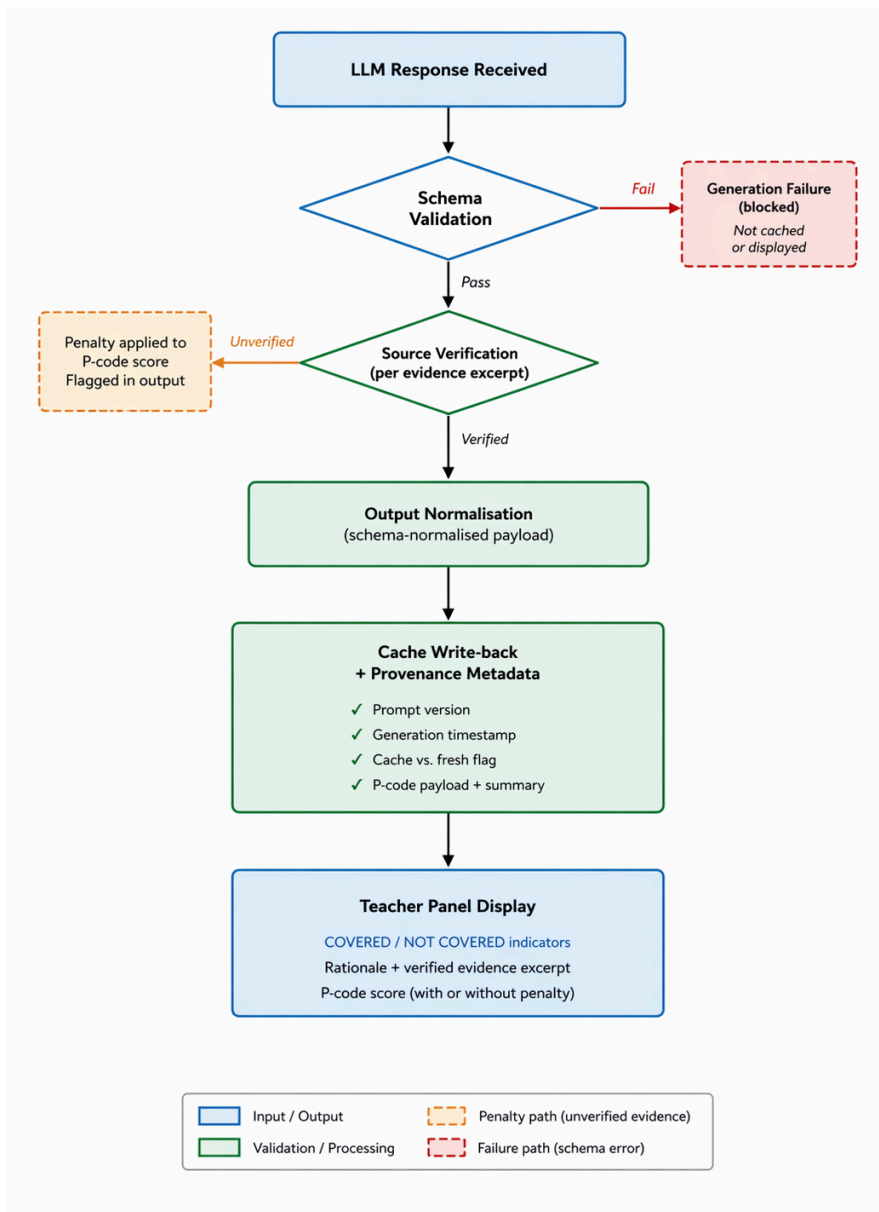 LLM Response Received
Schema
Validation
Fail
Generation Failure
(blocked)
Not cached
or displayed
Pass
Penalty applied to
P-code score
Flagged in output
Unverified
Source Verification
(per evidence excerpt)
Verified
Output Normalisation
(schema-normalised payload)
Cache Write-back
+ Provenance Metadata
✓ Prompt version
✓ Generation timestamp
✓ Cache vs. fresh flag
✓ P-code payload + summary
Teacher Panel Display
COVERED / NOT COVERED indicators
Rationale + verified evidence excerpt
P-code score (with or without penalty)
Input / Output
Penalty path (unverified evidence)
Validation / Processing
Failure path (schema error)